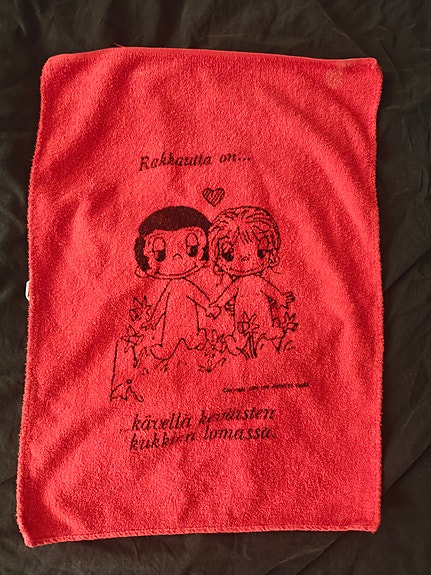 Rakkautta on...
...kävellä keväisten
kukkien lomassa.